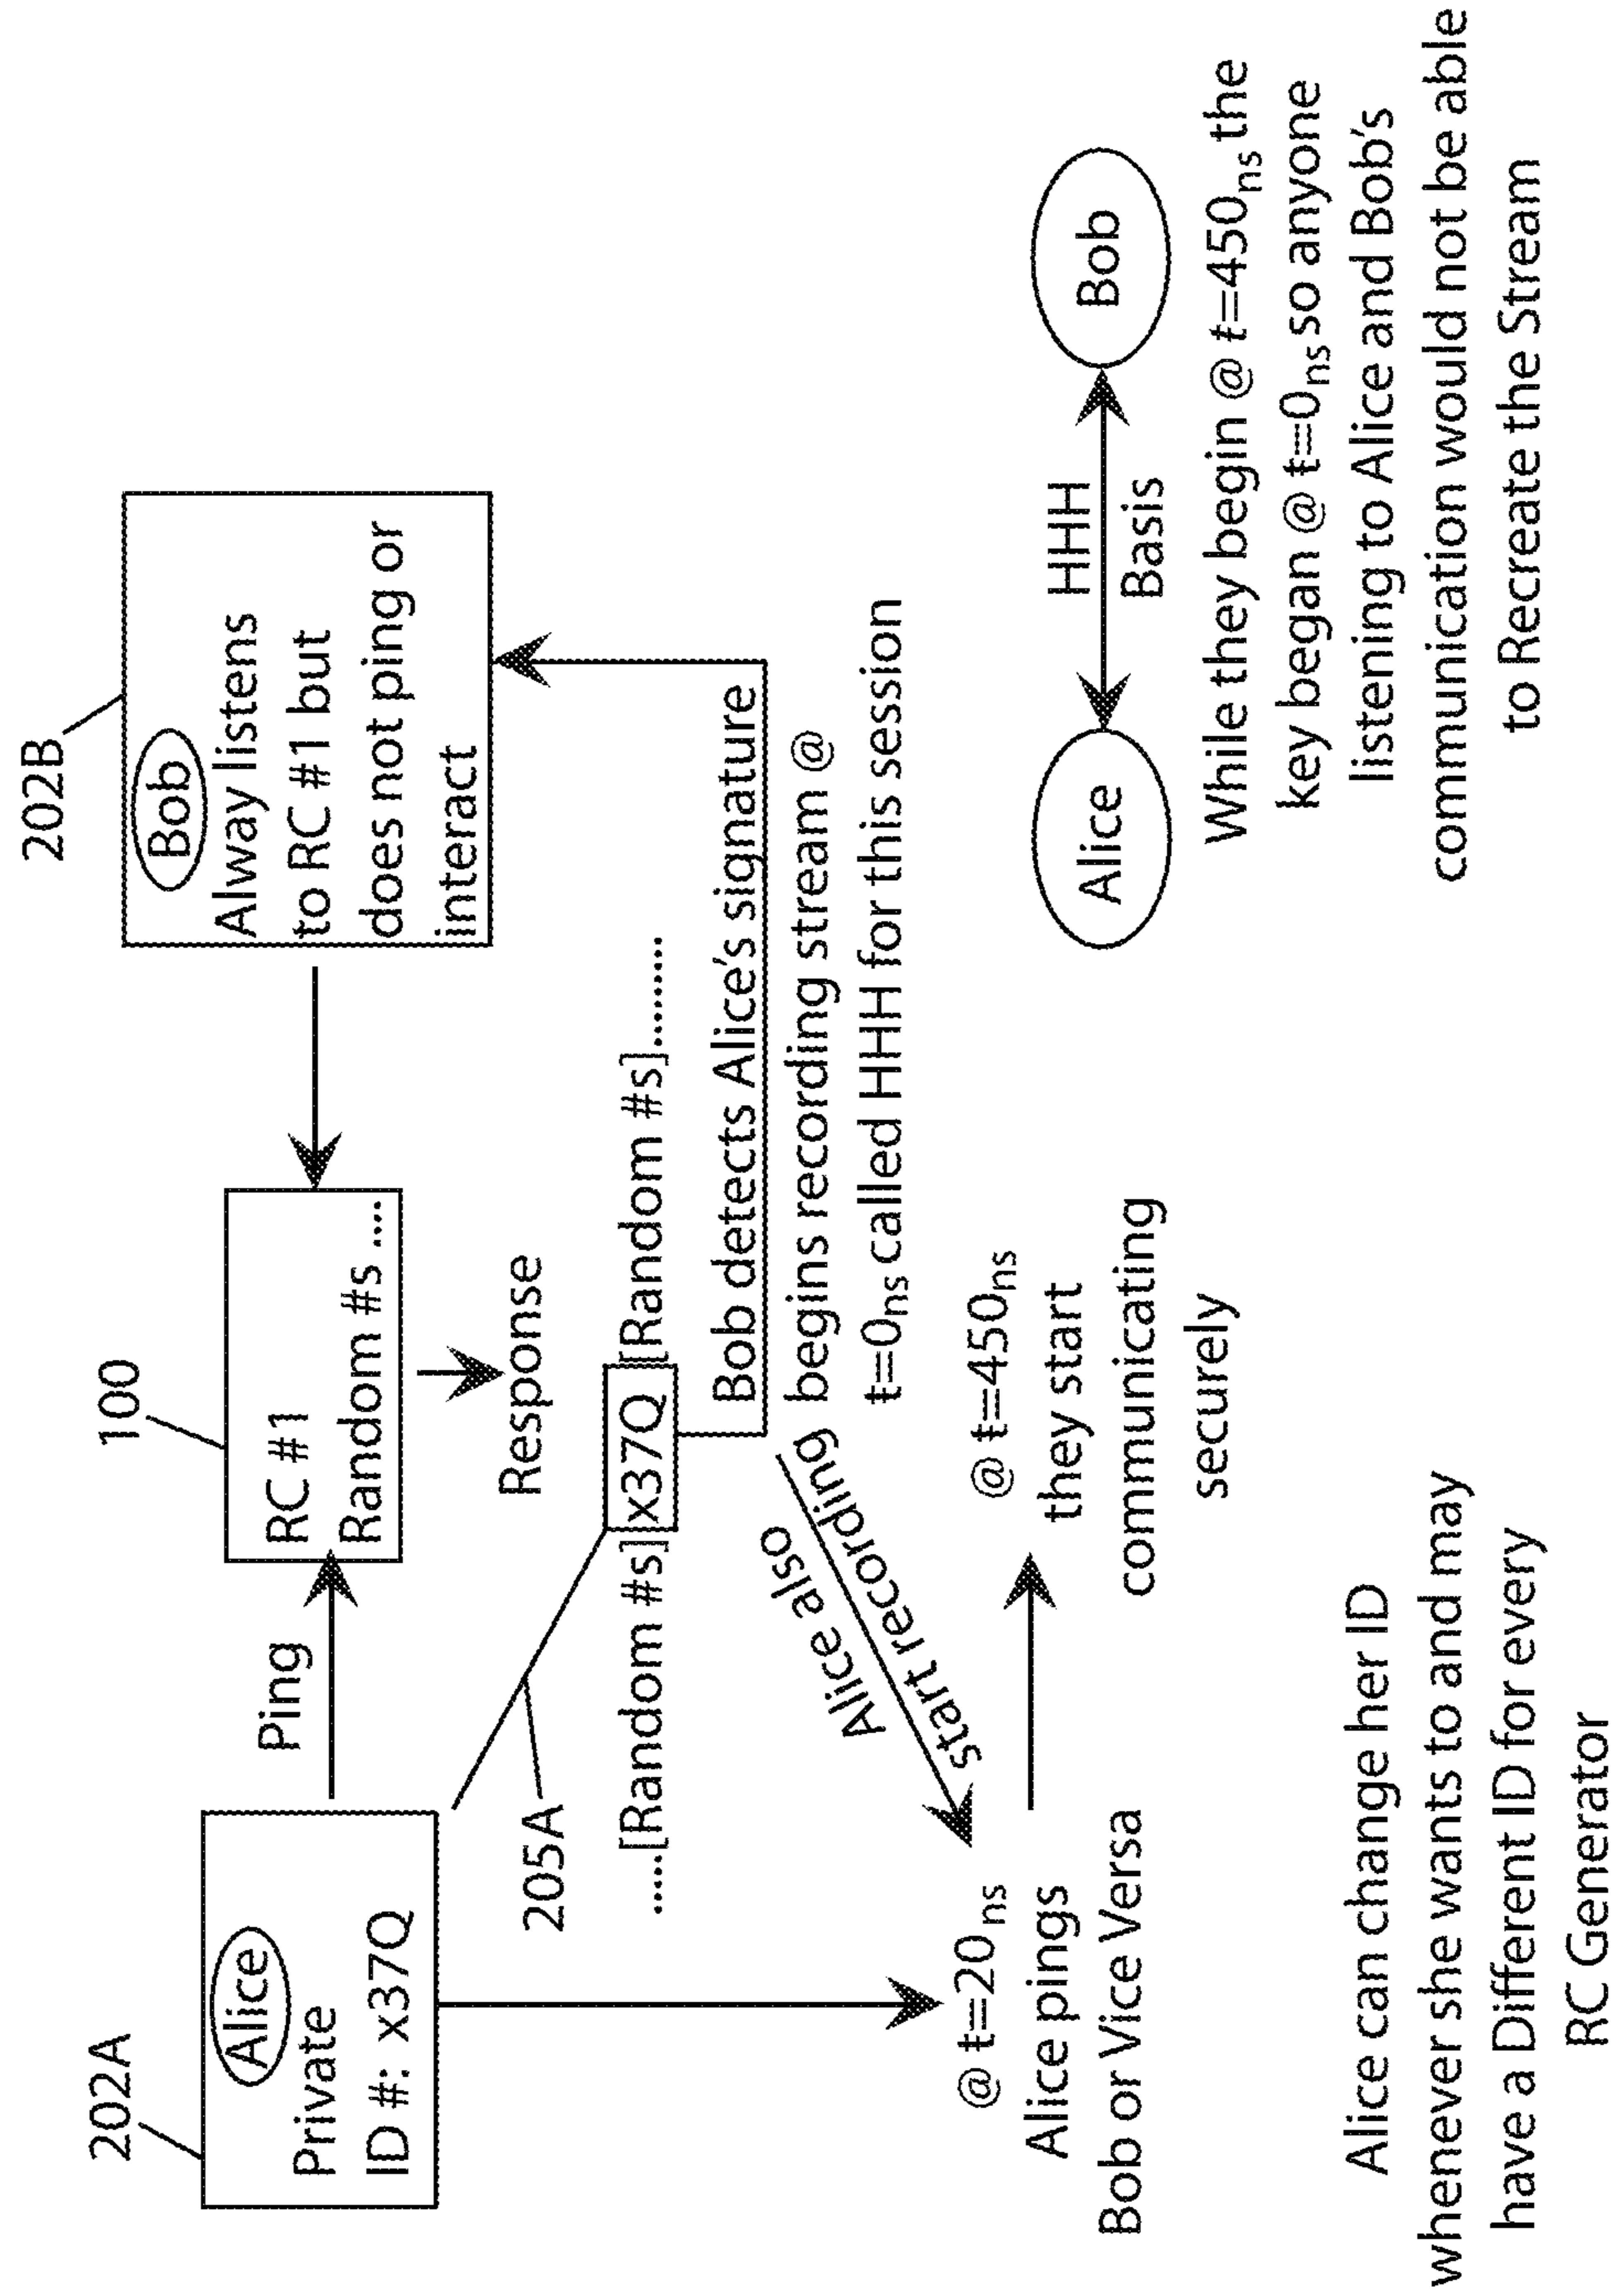 202A
Alice
Private
ID #: x37Q
Ping
100
RC #1
Random #s ....
Response
202B
Bob
Alway listens
to RC #1 but
does not ping or
interact
205A
......[Random #s][x37Q][Random #s].........
Bob detects Alice's signature
begins recording stream @
t=0ns called HHH for this session
Alice also
start recording
@ t=20 ns
Alice pings
Bob or Vice Versa
@ t=450ns
they start
communicating
securely
Alice can change her ID
whenever she wants to and may
have a Different ID for every
RC Generator
Alice
HHH
Basis
Bob
While they begin @ t=450ns the
key began @ t=0ns so anyone
listening to Alice and Bob's
communication would not be able
to Recreate the Stream